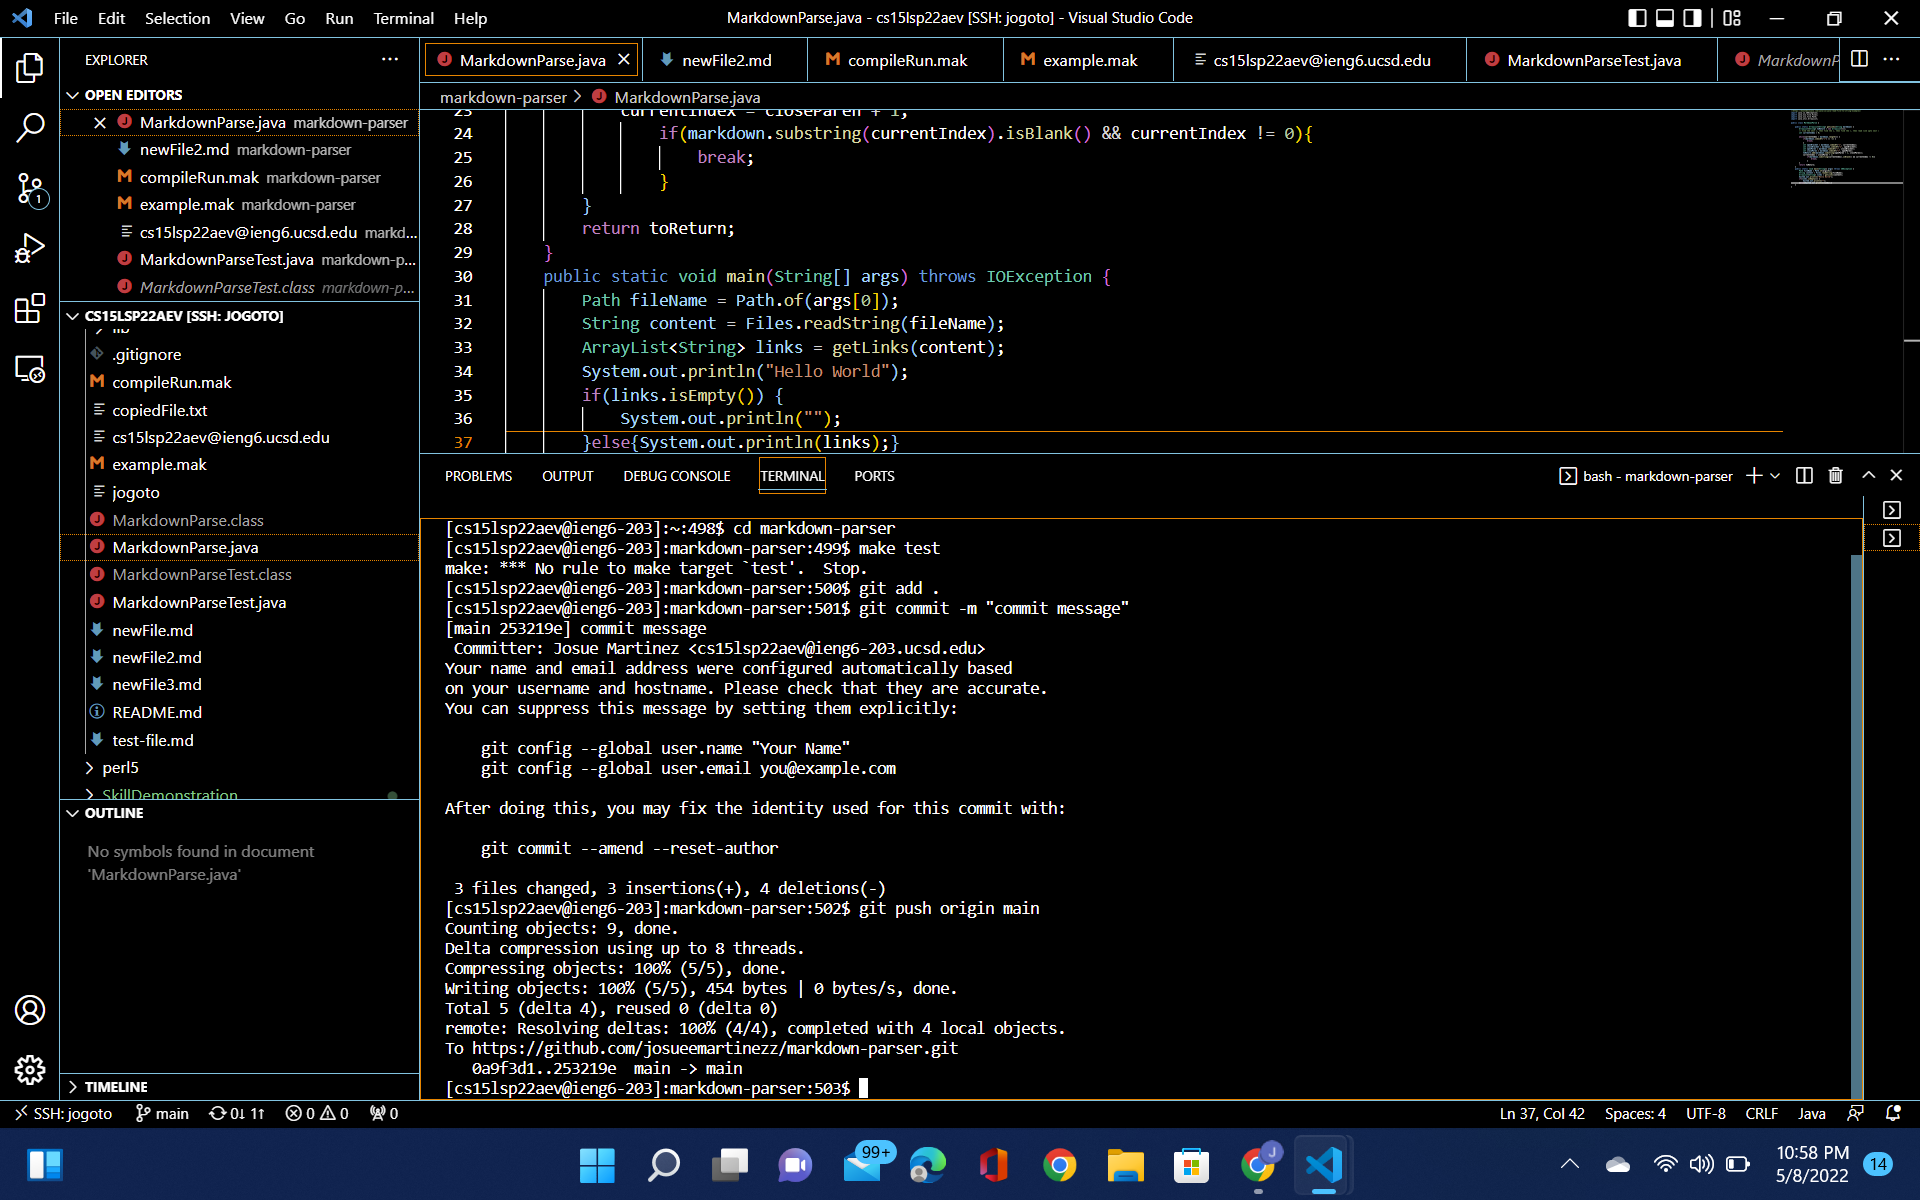 File Edit Selection View Go Run Terminal Help
MarkdownParse.java - cs15lsp22aev [SSH: jogoto] - Visual Studio Code
EXPLORER
OPEN EDITORS
MarkdownParse.java markdown-parser
newFile2.md markdown-parser
compileRun.mak markdown-parser
example.mak markdown-parser
cs15lsp22aev@ieng6.ucsd.edu markd...
MarkdownParseTest.java markdown-p...
MarkdownParseTest.class markdown-p...
CS15LSP22AEV [SSH: JOGOTO]
lib
.gitignore
compileRun.mak
copiedFile.txt
cs15lsp22aev@ieng6.ucsd.edu
example.mak
jogoto
MarkdownParse.class
MarkdownParse.java
MarkdownParseTest.class
MarkdownParseTest.java
newFile.md
newFile2.md
newFile3.md
README.md
test-file.md
perl5
SkillDemonstration
OUTLINE
No symbols found in document
'MarkdownParse.java'
TIMELINE
MarkdownParse.java newFile2.md compileRun.mak example.mak cs15lsp22aev@ieng6.ucsd.edu MarkdownParseTest.java MarkdownP
markdown-parser > MarkdownParse.java
23 currentIndex = closeParen + 1;
24 if(markdown.substring(currentIndex).isBlank() && currentIndex != 0){
25 break;
26 }
27 }
28 return toReturn;
29 }
30 public static void main(String[] args) throws IOException {
31 Path fileName = Path.of(args[0]);
32 String content = Files.readString(fileName);
33 ArrayList<String> links = getLinks(content);
34 System.out.println("Hello World");
35 if(links.isEmpty()) {
36 System.out.println("");
37 }else{System.out.println(links);}
PROBLEMS OUTPUT DEBUG CONSOLE TERMINAL PORTS
bash - markdown-parser
[cs15lsp22aev@ieng6-203]:~:498$ cd markdown-parser
[cs15lsp22aev@ieng6-203]:markdown-parser:499$ make test
make: *** No rule to make target `test'.  Stop.
[cs15lsp22aev@ieng6-203]:markdown-parser:500$ git add .
[cs15lsp22aev@ieng6-203]:markdown-parser:501$ git commit -m "commit message"
[main 253219e] commit message
Committer: Josue Martinez <cs15lsp22aev@ieng6-203.ucsd.edu>
Your name and email address were configured automatically based
on your username and hostname. Please check that they are accurate.
You can suppress this message by setting them explicitly:
git config --global user.name "Your Name"
git config --global user.email you@example.com
After doing this, you may fix the identity used for this commit with:
git commit --amend --reset-author
3 files changed, 3 insertions(+), 4 deletions(-)
[cs15lsp22aev@ieng6-203]:markdown-parser:502$ git push origin main
Counting objects: 9, done.
Delta compression using up to 8 threads.
Compressing objects: 100% (5/5), done.
Writing objects: 100% (5/5), 454 bytes | 0 bytes/s, done.
Total 5 (delta 4), reused 0 (delta 0)
remote: Resolving deltas: 100% (4/4), completed with 4 local objects.
To https://github.com/josueemartinezz/markdown-parser.git
0a9f3d1..253219e  main -> main
[cs15lsp22aev@ieng6-203]:markdown-parser:503$
SSH: jogoto main 0↓ 1↑ 0 0 0
Ln 37, Col 42 Spaces: 4 UTF-8 CRLF Java
99+
J
10:58 PM
5/8/2022
14